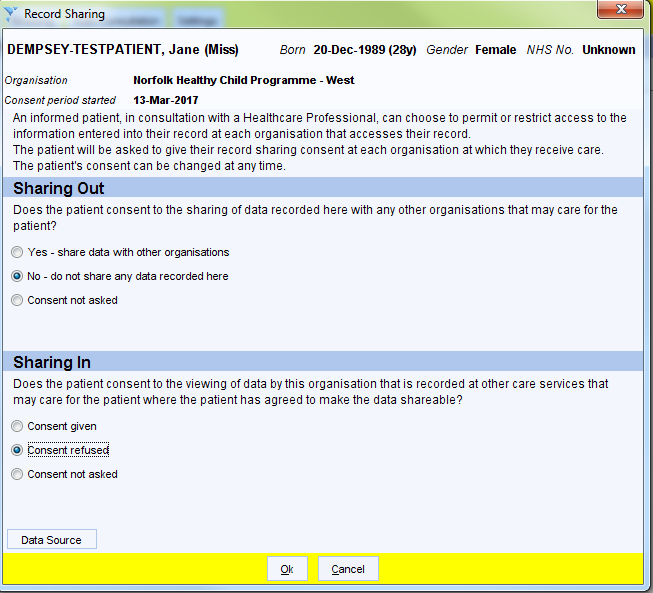 Record Sharing
DEMPSEY-TESTPATIENT, Jane (Miss) Born 20-Dec-1989 (28y) Gender Female NHS No. Unknown
Organisation Norfolk Healthy Child Programme - West
Consent period started 13-Mar-2017
An informed patient, in consultation with a Healthcare Professional, can choose to permit or restrict access to the
information entered into their record at each organisation that accesses their record.
The patient will be asked to give their record sharing consent at each organisation at which they receive care.
The patient's consent can be changed at any time.
Sharing Out
Does the patient consent to the sharing of data recorded here with any other organisations that may care for the
patient?
Yes - share data with other organisations
No - do not share any data recorded here
Consent not asked
Sharing In
Does the patient consent to the viewing of data by this organisation that is recorded at other care services that
may care for the patient where the patient has agreed to make the data shareable?
Consent given
Consent refused
Consent not asked
Data Source
Ok Cancel